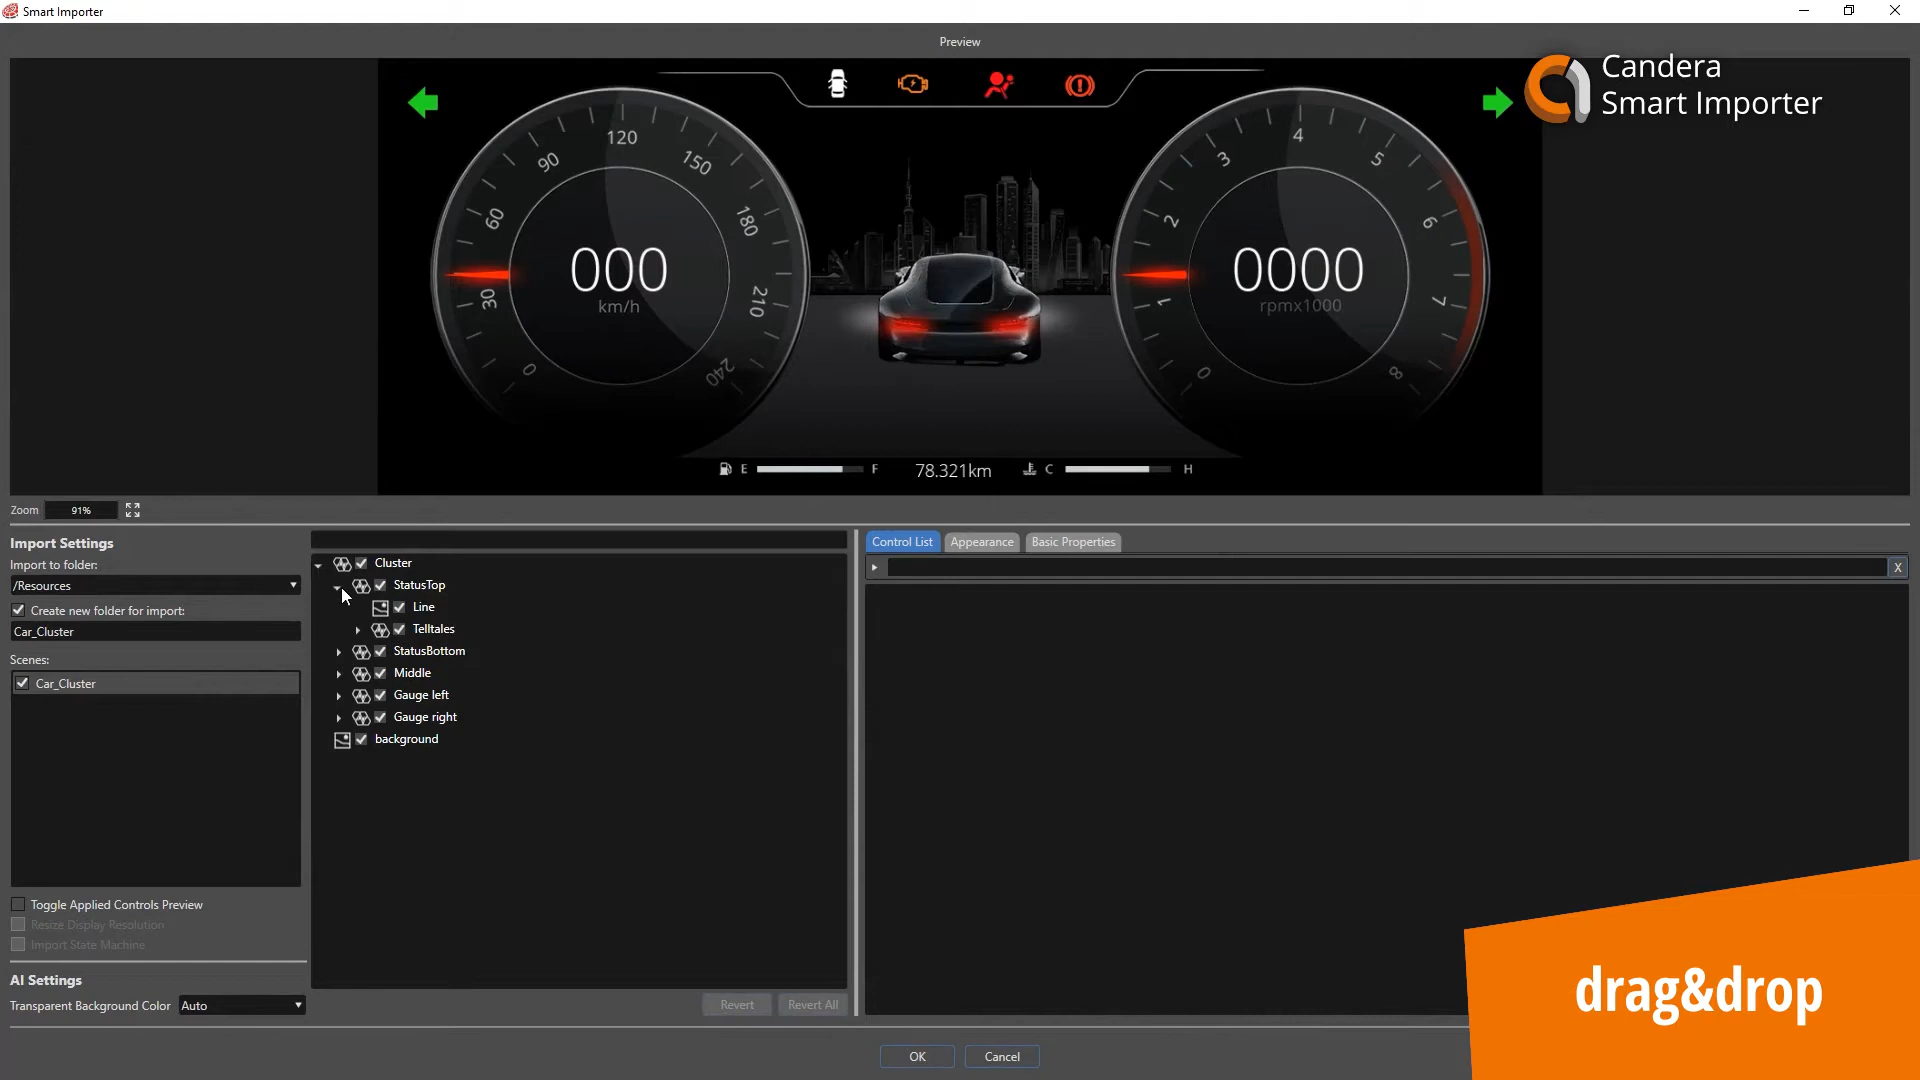 Smart Importer
Preview
Candera
Smart Importer
120
90
150
60
180
30
210
0
240
000
km/h
4
3
5
2
6
1
7
0
8
0000
rpmx1000
E
F
78.321km
C
H
Zoom
91%
Import Settings
Import to folder:
/Resources
Create new folder for import:
Car_Cluster
Scenes:
Car_Cluster
Toggle Applied Controls Preview
Resize Display Resolution
Import State Machine
AI Settings
Transparent Background Color
Auto
Cluster
StatusTop
Line
Telltales
StatusBottom
Middle
Gauge left
Gauge right
background
Revert
Revert All
Control List
Appearance
Basic Properties
X
OK
Cancel
drag&drop